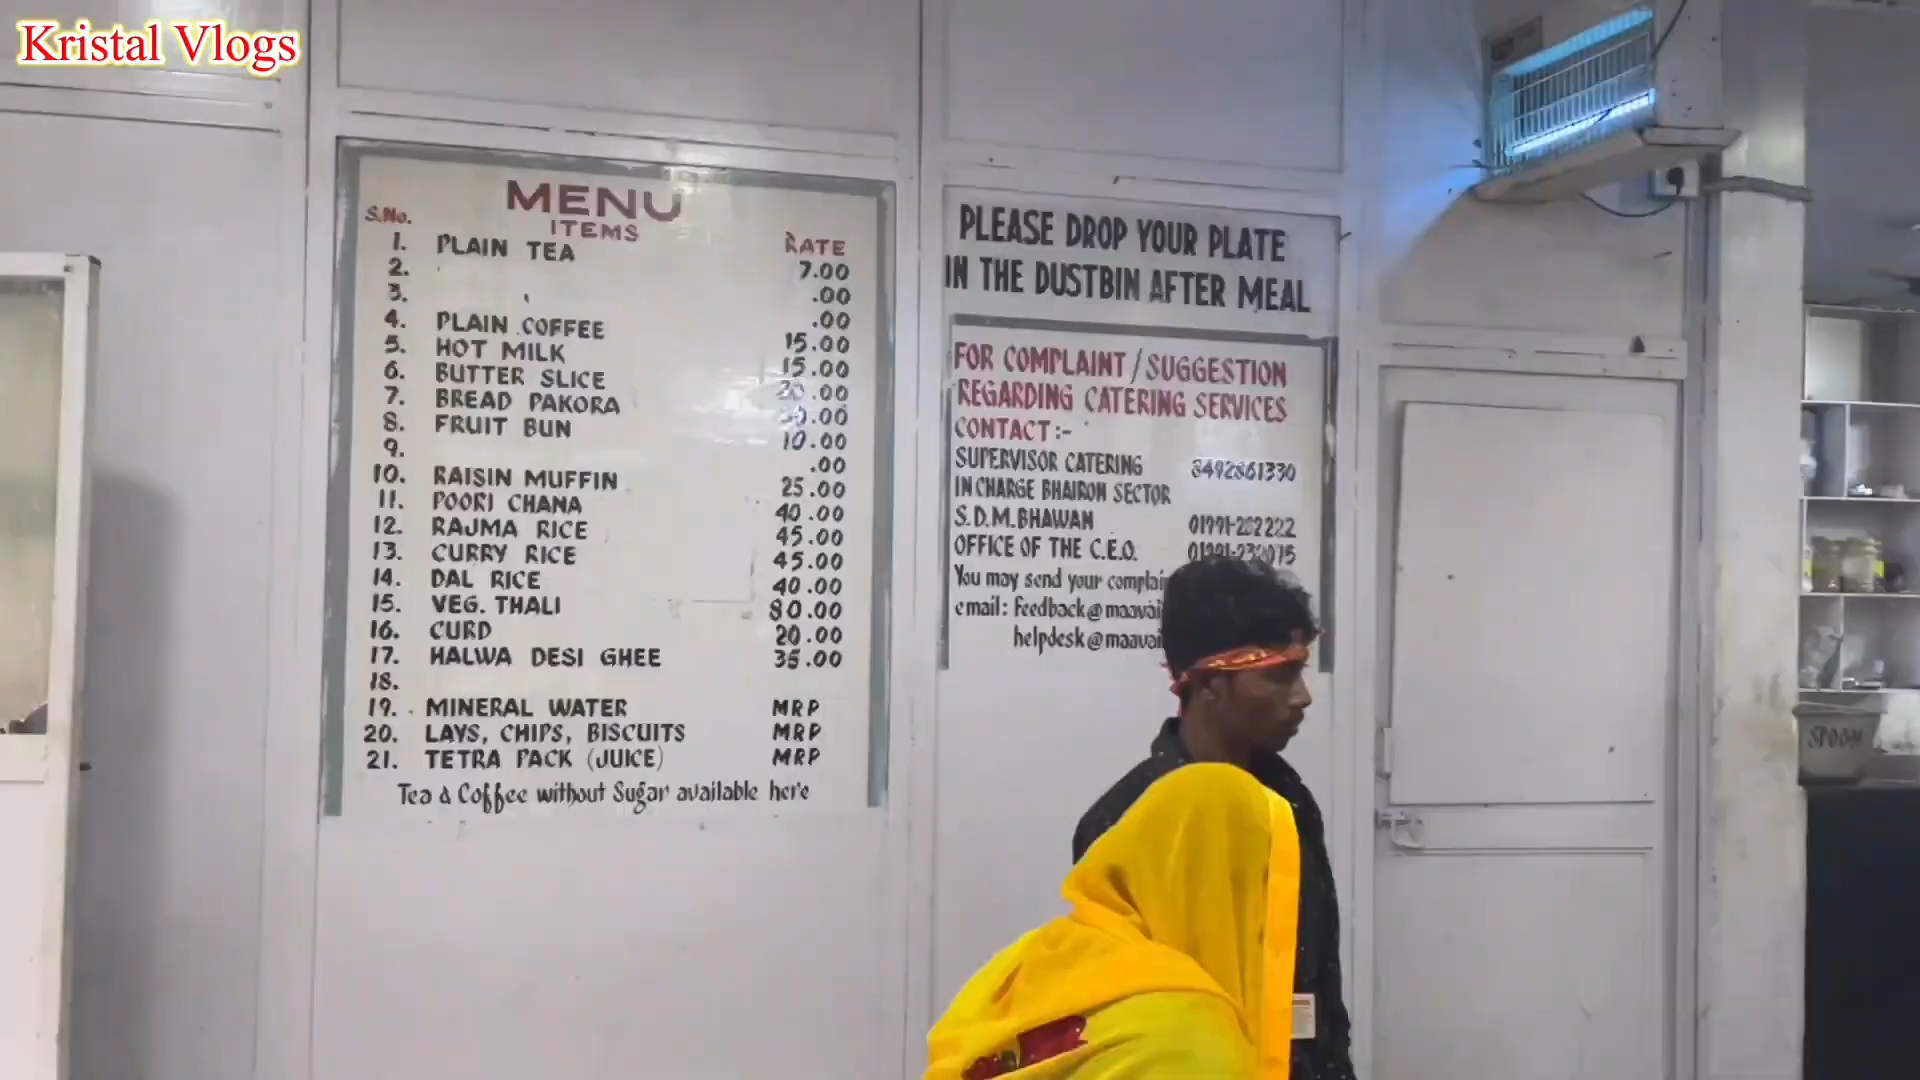 Kristal Vlogs
MENU
S.No. ITEMS RATE
1. PLAIN TEA 7.00
2. .00
3. .00
4. PLAIN COFFEE 15.00
5. HOT MILK 15.00
6. BUTTER SLICE .00
7. BREAD PAKORA .00
8. FRUIT BUN 10.00
9. .00
10. RAISIN MUFFIN 25.00
11. POORI CHANA 40.00
12. RAJMA RICE 45.00
13. CURRY RICE 45.00
14. DAL RICE 40.00
15. VEG. THALI 80.00
16. CURD 20.00
17. HALWA DESI GHEE 35.00
18.
19. MINERAL WATER MRP
20. LAYS, CHIPS, BISCUITS MRP
21. TETRA PACK (JUICE) MRP
Tea & Coffee without Sugar available here
PLEASE DROP YOUR PLATE
IN THE DUSTBIN AFTER MEAL
FOR COMPLAINT/SUGGESTION
REGARDING CATERING SERVICES
CONTACT:-
SUPERVISOR CATERING
INCHARGE BHAIRON SECTOR
S.D.M. BHAWAN
OFFICE OF THE C.E.O.
You may send your
email: feedback@
helpdesk@
SPOON